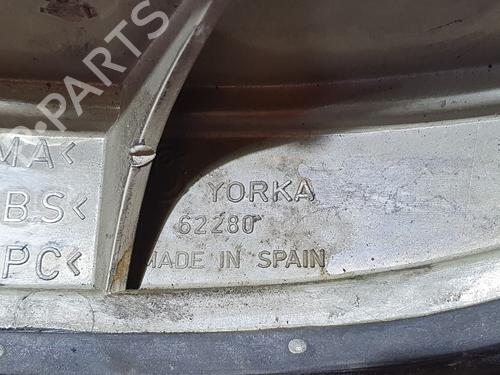 B-PARTS
MA<
BS<
PC<
YORKA
62280
MADE IN SPAIN